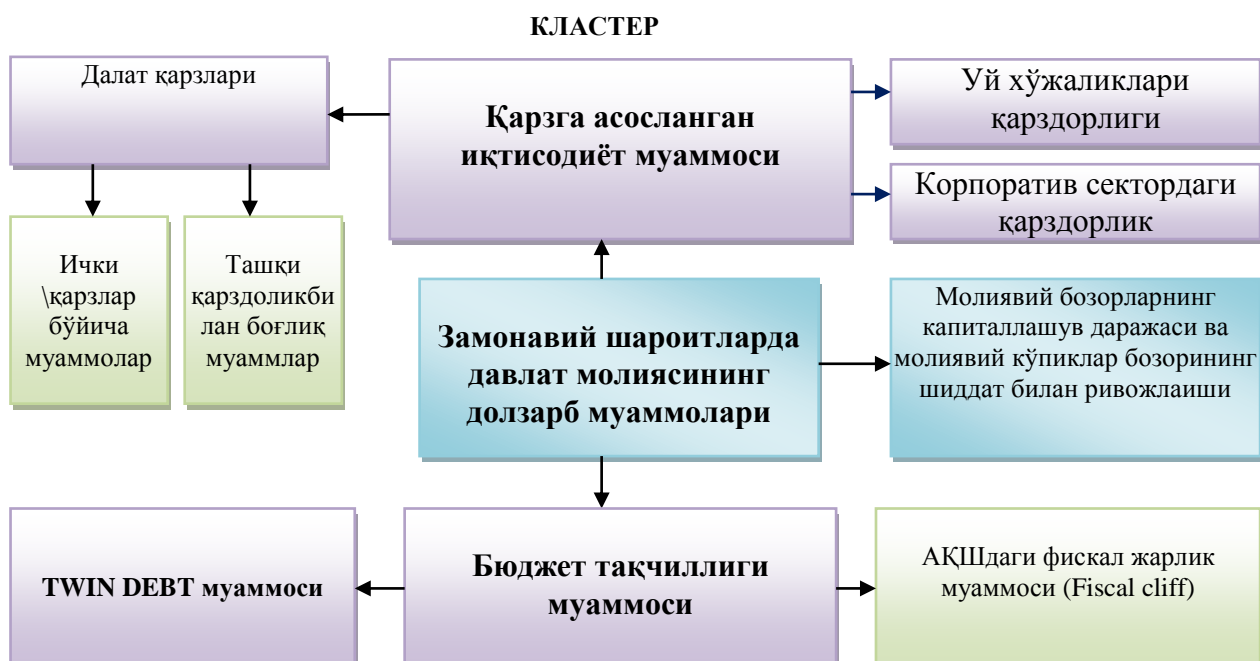 КЛАСТЕР
Далат қарзлари
Қарзга асосланган
иқтисодиёт муаммоси
Уй хўжаликлари
қарздорлиги
Корпоратив сектордаги
қарздорлик
Ички
\қарзлар
бўйича
муаммолар
Ташқи
қарздоликби
лан боғлиқ
муаммлар
Замонавий шароитларда
давлат молиясининг
долзарб муаммолари
Молиявий бозорларнинг
капиталлашув даражаси ва
молиявий кўпиклар бозорининг
шиддат билан ривожлаиши
TWIN DEBT муаммоси
Бюджет тақчиллиги
муаммоси
АҚШдаги фискал жарлик
муаммоси (Fiscal cliff)